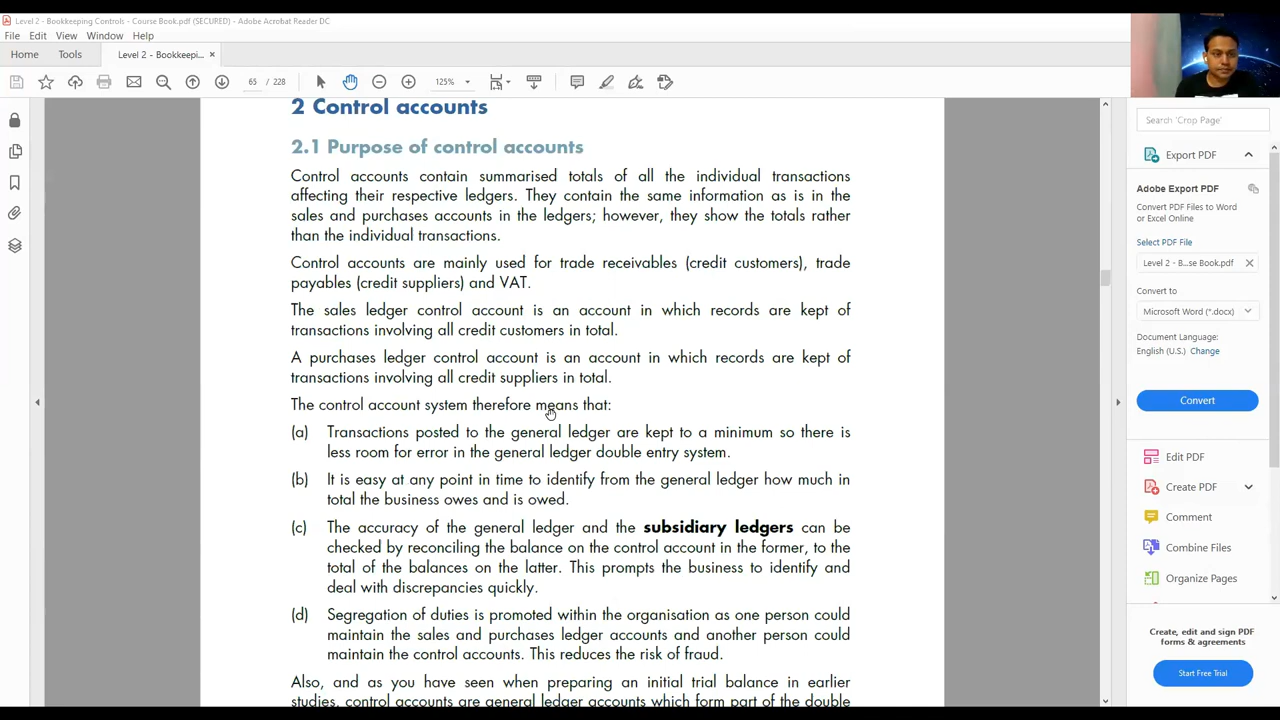 Level 2 - Bookkeeping Controls - Course Book.pdf (SECURED) - Adobe Acrobat Reader DC
File Edit View Window Help
Home Tools Level 2 - Bookkeepi... ×
65 / 228 125%
2 Control accounts
2.1 Purpose of control accounts
Control accounts contain summarised totals of all the individual transactions
affecting their respective ledgers. They contain the same information as is in the
sales and purchases accounts in the ledgers; however, they show the totals rather
than the individual transactions.
Control accounts are mainly used for trade receivables (credit customers), trade
payables (credit suppliers) and VAT.
The sales ledger control account is an account in which records are kept of
transactions involving all credit customers in total.
A purchases ledger control account is an account in which records are kept of
transactions involving all credit suppliers in total.
The control account system therefore means that:
(a) Transactions posted to the general ledger are kept to a minimum so there is
less room for error in the general ledger double entry system.
(b) It is easy at any point in time to identify from the general ledger how much in
total the business owes and is owed.
(c) The accuracy of the general ledger and the subsidiary ledgers can be
checked by reconciling the balance on the control account in the former, to the
total of the balances on the latter. This prompts the business to identify and
deal with discrepancies quickly.
(d) Segregation of duties is promoted within the organisation as one person could
maintain the sales and purchases ledger accounts and another person could
maintain the control accounts. This reduces the risk of fraud.
Also, and as you have seen when preparing an initial trial balance in earlier
studies, control accounts are general ledger accounts which form part of the double
Search 'Crop Page'
Export PDF
Adobe Export PDF
Convert PDF Files to Word
or Excel Online
Select PDF File
Level 2 - B...se Book.pdf ×
Convert to
Microsoft Word (*.docx)
Document Language:
English (U.S.) Change
Convert
Edit PDF
Create PDF
Comment
Combine Files
Organize Pages
Create, edit and sign PDF
forms & agreements
Start Free Trial